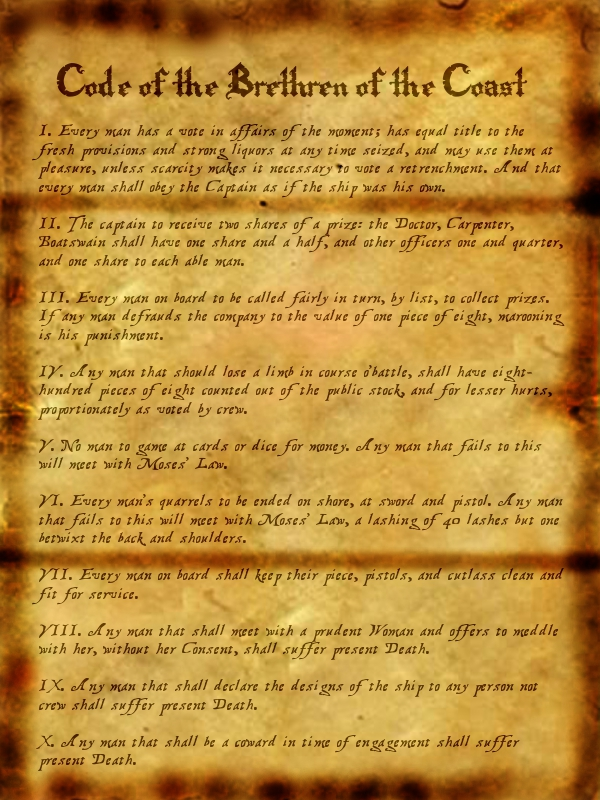 Code of the Brethren of the Coast
I. Every man has a vote in affairs of the moment; has equal title to the
fresh provisions and strong liquors at any time seized, and may use them at
pleasure, unless scarcity makes it necessary to vote a retrenchment. And that
every man shall obey the Captain as if the ship was his own.
II. The captain to receive two shares of a prize: the Doctor, Carpenter,
Boatswain shall have one share and a half, and other officers one and quarter,
and one share to each able man.
III. Every man on board to be called fairly in turn, by list, to collect prizes.
If any man defrauds the company to the value of one piece of eight, marooning
is his punishment.
IV. Any man that should lose a limb in course o'battle, shall have eight-
hundred pieces of eight counted out of the public stock, and for lesser hurts,
proportionately as voted by crew.
V. No man to game at cards or dice for money. Any man that fails to this
will meet with Moses' Law.
VI. Every man's quarrels to be ended on shore, at sword and pistol. Any man
that fails to this will meet with Moses' Law, a lashing of 40 lashes but one
betwixt the back and shoulders.
VII. Every man on board shall keep their piece, pistols, and cutlass clean and
fit for service.
VIII. Any man that shall meet with a prudent Woman and offers to meddle
with her, without her Consent, shall suffer present Death.
IX. Any man that shall declare the designs of the ship to any person not
crew shall suffer present Death.
X. Any man that shall be a coward in time of engagement shall suffer
present Death.